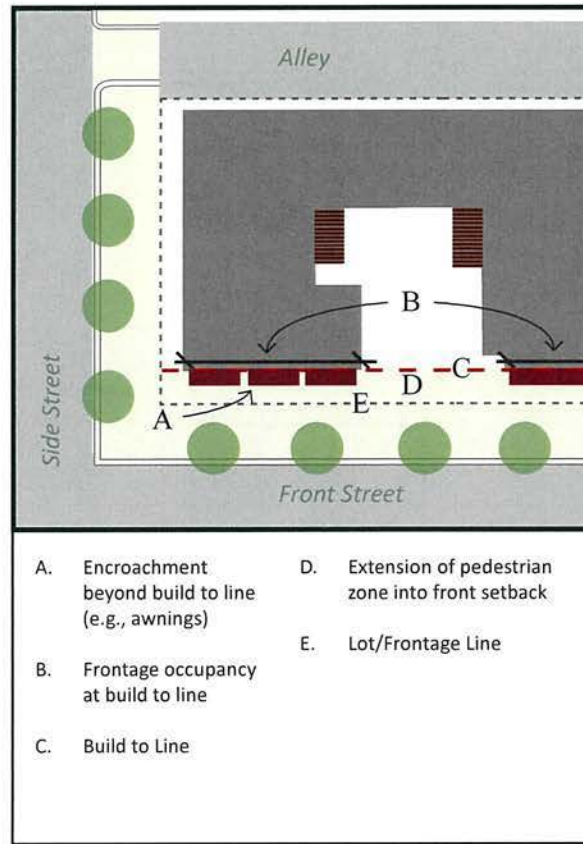 Alley
B
C
D
E
A
Side Street
Front Street
A. Encroachment
beyond build to line
(e.g., awnings)
B. Frontage occupancy
at build to line
C. Build to Line
D. Extension of pedestrian
zone into front setback
E. Lot/Frontage Line